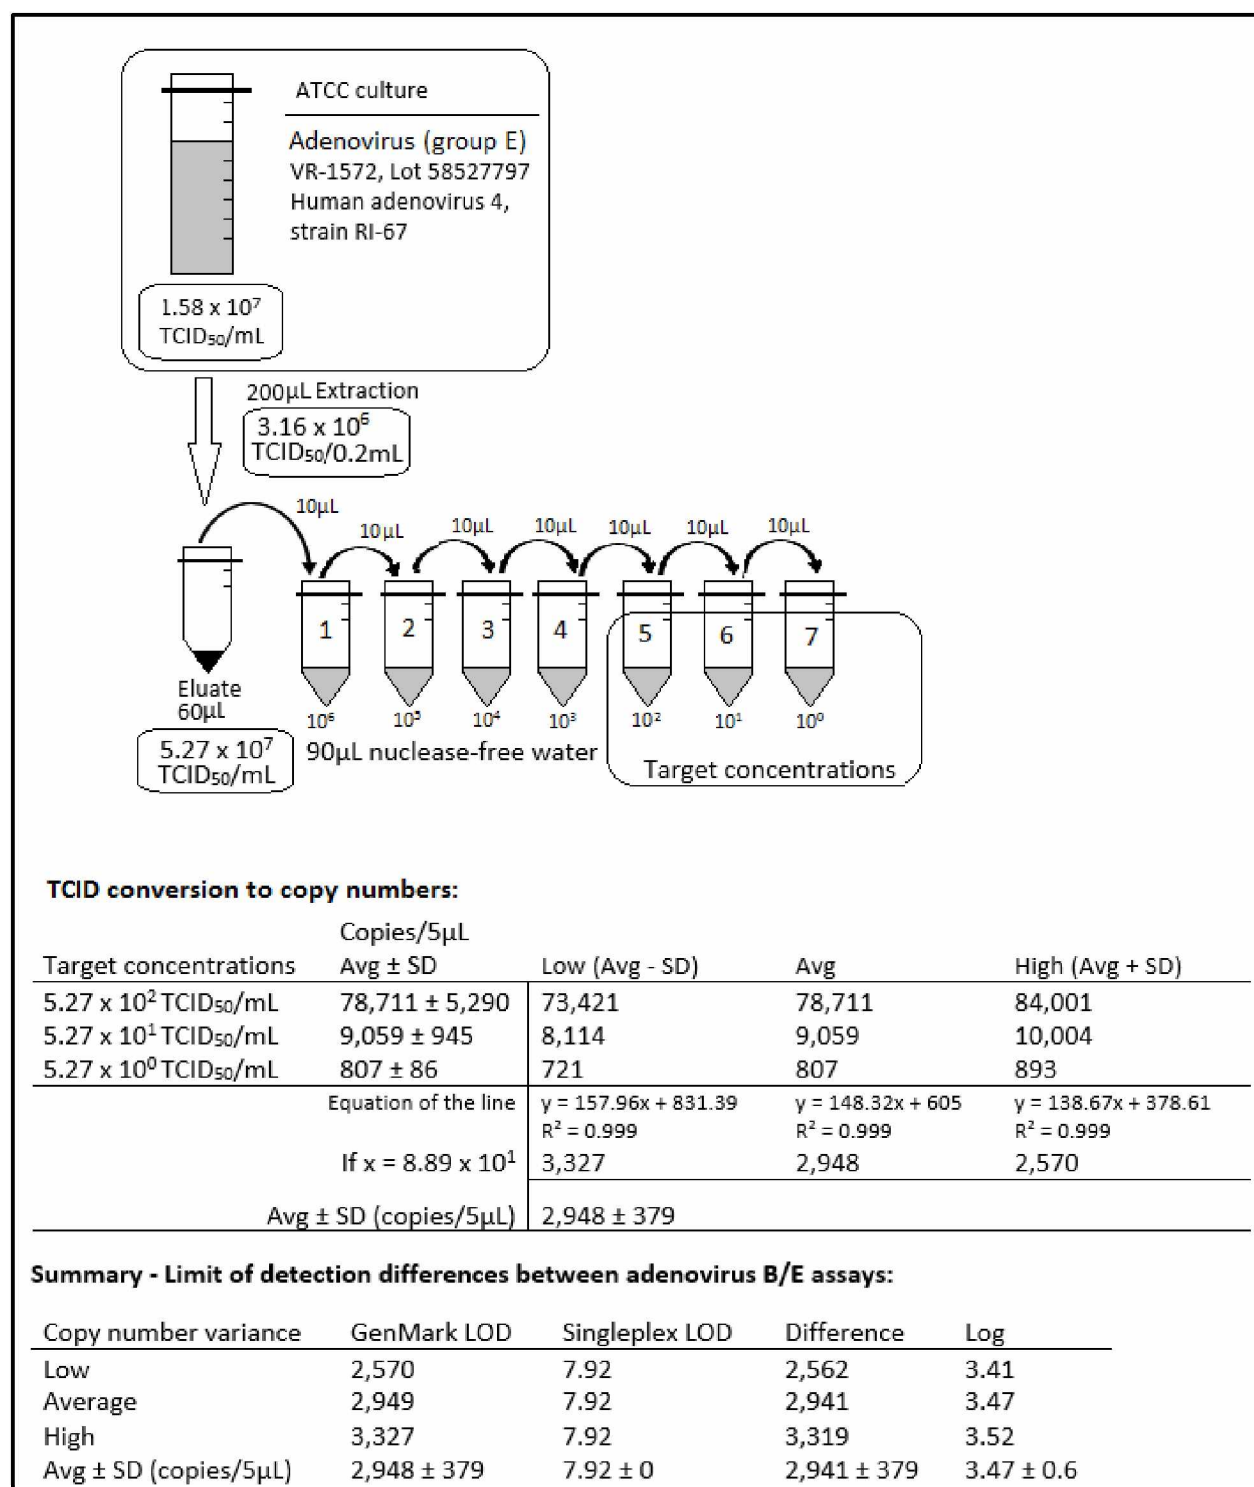 ATCC culture
Adenovirus (group E)
VR-1572, Lot 58527797
Human adenovirus 4,
strain RI-67
1.58 x 10⁷
TCID₅₀/mL
200µL Extraction
3.16 x 10⁶
TCID₅₀/0.2mL
10µL 10µL 10µL 10µL 10µL 10µL 10µL
1 2 3 4 5 6 7
Eluate
60µL
10⁶ 10⁵ 10⁴ 10³ 10² 10¹ 10⁰
5.27 x 10⁷
TCID₅₀/mL
90µL nuclease-free water
Target concentrations
TCID conversion to copy numbers:
Copies/5µL
Target concentrations Avg ± SD Low (Avg - SD) Avg High (Avg + SD)
5.27 x 10² TCID₅₀/mL 78,711 ± 5,290 73,421 78,711 84,001
5.27 x 10¹ TCID₅₀/mL 9,059 ± 945 8,114 9,059 10,004
5.27 x 10⁰ TCID₅₀/mL 807 ± 86 721 807 893
Equation of the line y = 157.96x + 831.39 y = 148.32x + 605 y = 138.67x + 378.61
R² = 0.999 R² = 0.999 R² = 0.999
If x = 8.89 x 10¹ 3,327 2,948 2,570
Avg ± SD (copies/5µL) 2,948 ± 379
Summary - Limit of detection differences between adenovirus B/E assays:
Copy number variance GenMark LOD Singleplex LOD Difference Log
Low 2,570 7.92 2,562 3.41
Average 2,949 7.92 2,941 3.47
High 3,327 7.92 3,319 3.52
Avg ± SD (copies/5µL) 2,948 ± 379 7.92 ± 0 2,941 ± 379 3.47 ± 0.6